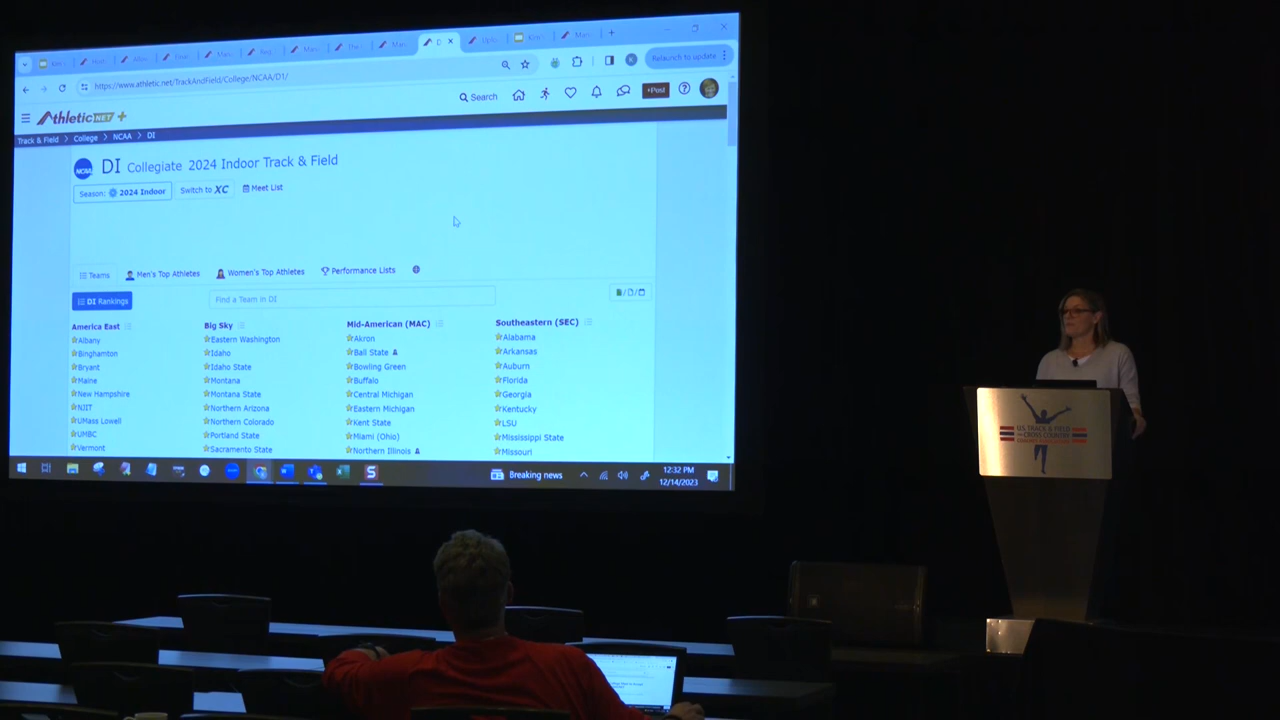 D
https://www.athletic.net/TrackAndField/College/NCAA/D1/
Relaunch to update
Athletic NET +
Search
+Post
Track & Field > College > NCAA > DI
NCAA
DI Collegiate 2024 Indoor Track & Field
Season: 2024 Indoor
Switch to XC
Meet List
Teams
Men's Top Athletes
Women's Top Athletes
Performance Lists
DI Rankings
Find a Team in DI
America East
Albany
Binghamton
Bryant
Maine
New Hampshire
NJIT
UMass Lowell
UMBC
Vermont
Big Sky
Eastern Washington
Idaho
Idaho State
Montana
Montana State
Northern Arizona
Northern Colorado
Portland State
Sacramento State
Mid-American (MAC)
Akron
Ball State
Bowling Green
Buffalo
Central Michigan
Eastern Michigan
Kent State
Miami (Ohio)
Northern Illinois
Southeastern (SEC)
Alabama
Arkansas
Auburn
Florida
Georgia
Kentucky
LSU
Mississippi State
Missouri
Breaking news
12:32 PM
12/14/2023
U.S. TRACK & FIELD
CROSS COUNTRY